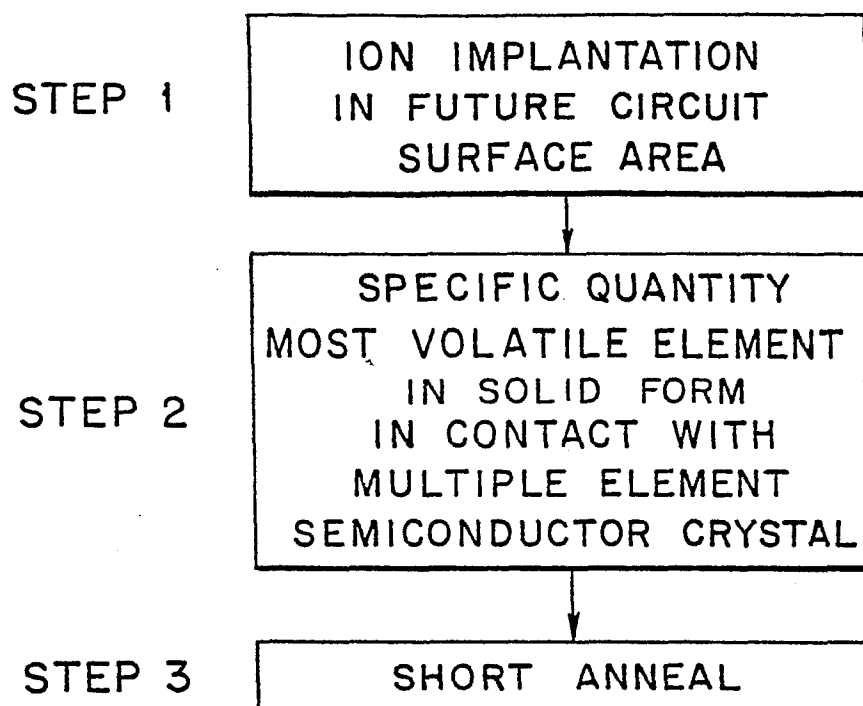 STEP 1
ION IMPLANTATION
IN FUTURE CIRCUIT
SURFACE AREA
STEP 2
SPECIFIC QUANTITY
MOST VOLATILE ELEMENT
IN SOLID FORM
IN CONTACT WITH
MULTIPLE ELEMENT
SEMICONDUCTOR CRYSTAL
STEP 3
SHORT ANNEAL